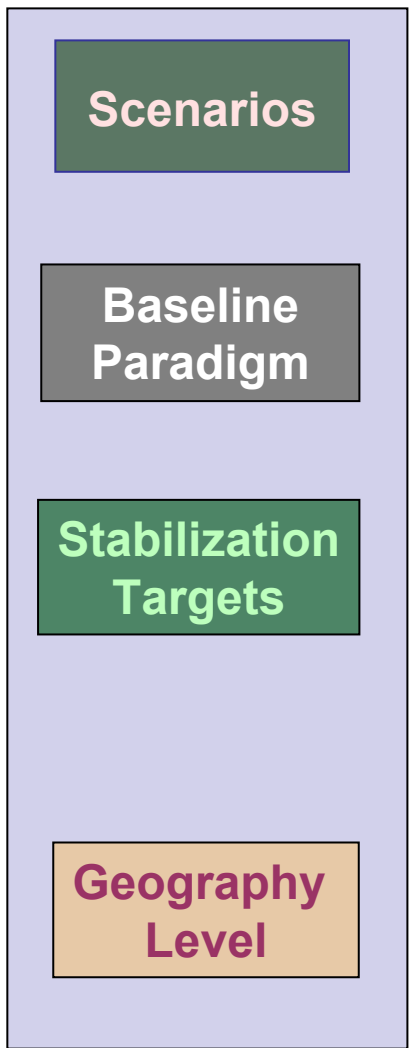 Scenarios
Baseline
Paradigm
Stabilization
Targets
Geography
Level